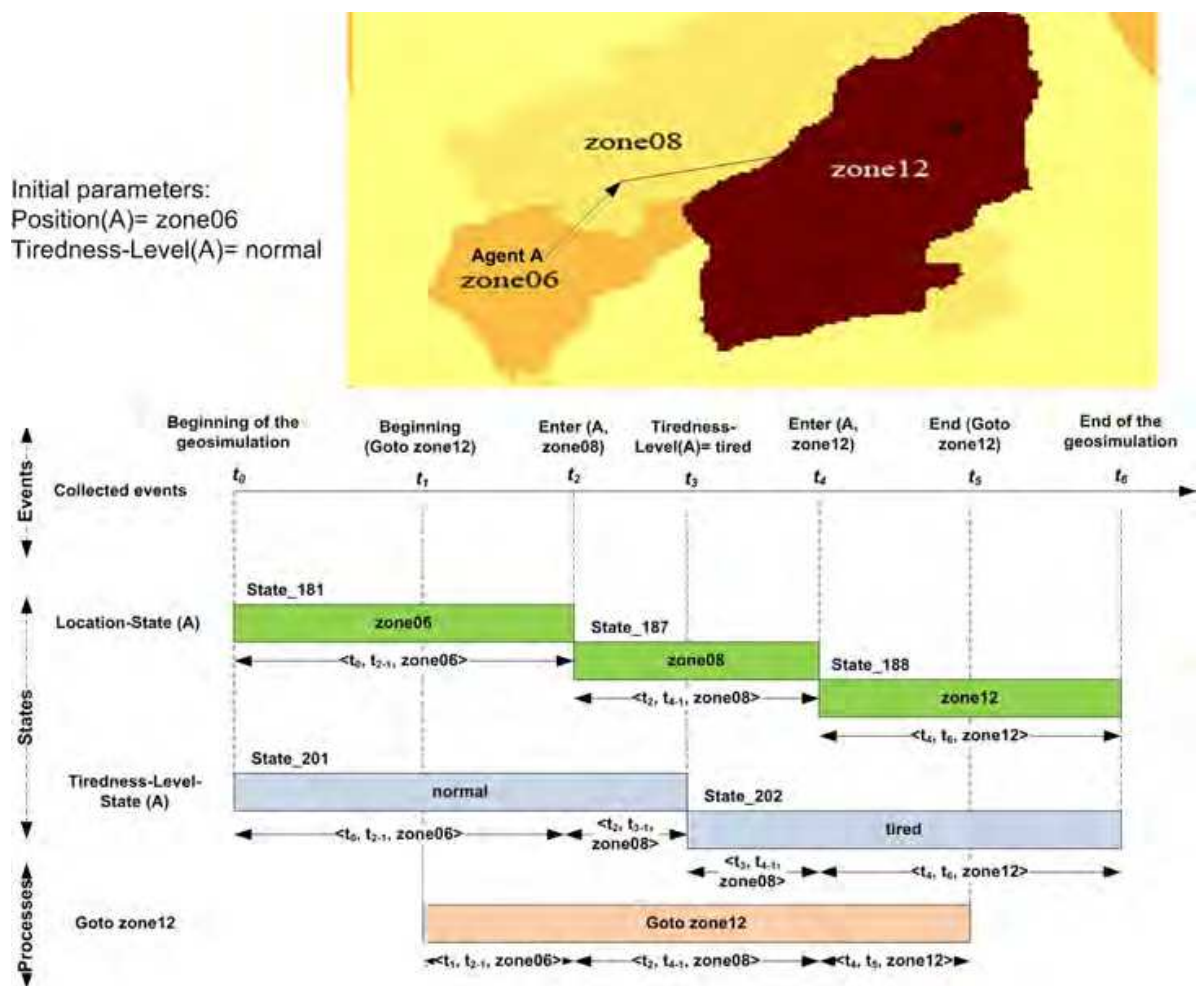 zone08
zone12
Initial parameters:
Position(A)= zone06
Tiredness-Level(A)= normal
Agent A
zone06
Beginning of the
geosimulation
Beginning
(Goto zone12)
Enter (A,
zone08)
Tiredness-
Level(A)= tired
Enter (A,
zone12)
End (Goto
zone12)
End of the
geosimulation
Events
Collected events
t0
t1
t2
t3
t4
t5
t6
States
State_181
Location-State (A)
zone06
State_187
<t0, t2-1, zone06>
zone08
State_188
<t2, t4-1, zone08>
zone12
<t4, t6, zone12>
State_201
Tiredness-Level-
State (A)
normal
State_202
<t0, t2-1, zone06>
<t2, t3-1,
zone08>
tired
<t3, t4-1,
zone08>
<t4, t6, zone12>
Processes
Goto zone12
Goto zone12
<t1, t2-1, zone06>
<t2, t4-1, zone08>
<t4, t5, zone12>